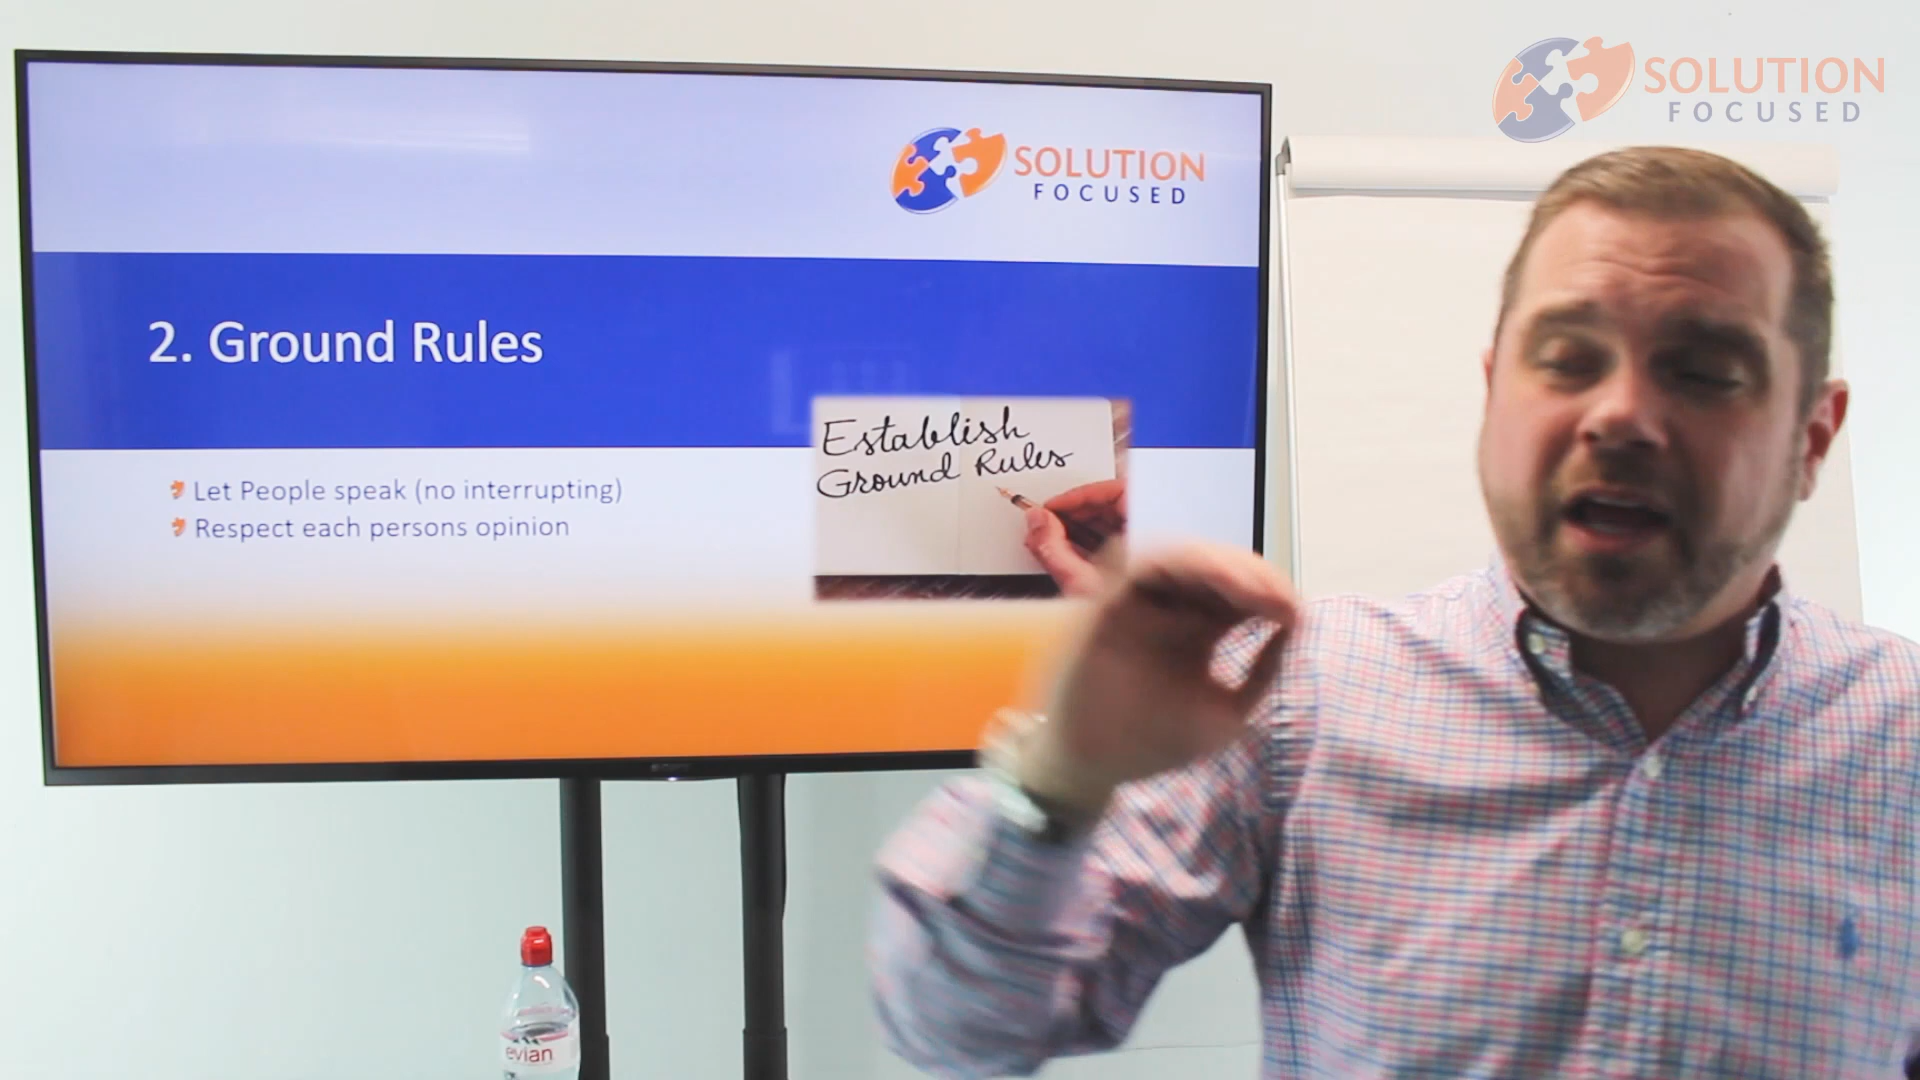 SOLUTION
FOCUSED
SOLUTION
FOCUSED
2. Ground Rules
Establish
Ground Rules
Let People speak (no interrupting)
Respect each persons opinion
evian